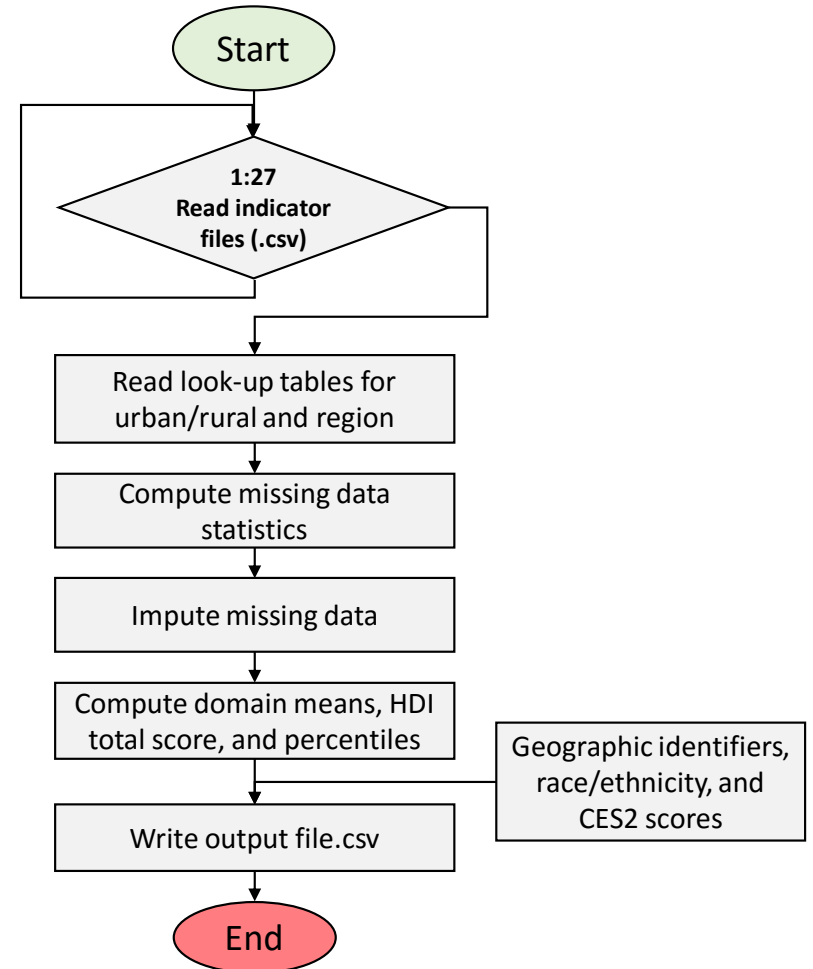 Start
1:27
Read indicator
files (.csv)
Read look-up tables for
urban/rural and region
Compute missing data
statistics
Impute missing data
Compute domain means, HDI
total score, and percentiles
Geographic identifiers,
race/ethnicity, and
CES2 scores
Write output file.csv
End